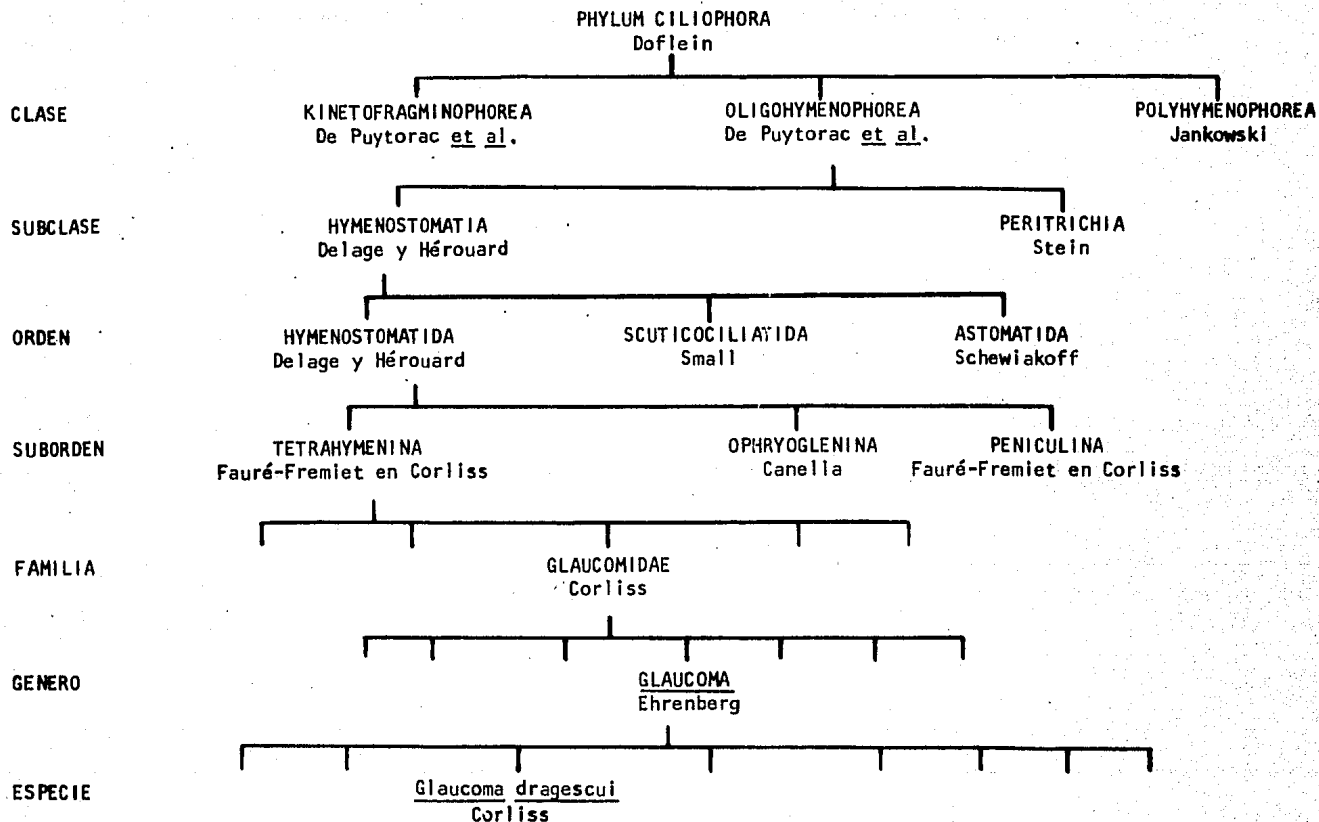 PHYLUM CILIOPHORA
Doflein
CLASE
KINETOFRAGMINOPHOREA
De Puytorac et al.
OLIGOHYMENOPHOREA
De Puytorac et al.
POLYHYMENOPHOREA
Jankowski
SUBCLASE
HYMENOSTOMATIA
Delage y Hérouard
PERITRICHIA
Stein
ORDEN
HYMENOSTOMATIDA
Delage y Hérouard
SCUTICOCILIATIDA
Small
ASTOMATIDA
Schewiakoff
SUBORDEN
TETRAHYMENINA
Fauré-Fremiet en Corliss
OPHRYOGLENINA
Canella
PENICULINA
Fauré-Fremiet en Corliss
FAMILIA
GLAUCOMIDAE
Corliss
GENERO
GLAUCOMA
Ehrenberg
ESPECIE
Glaucoma dragescui
Corliss